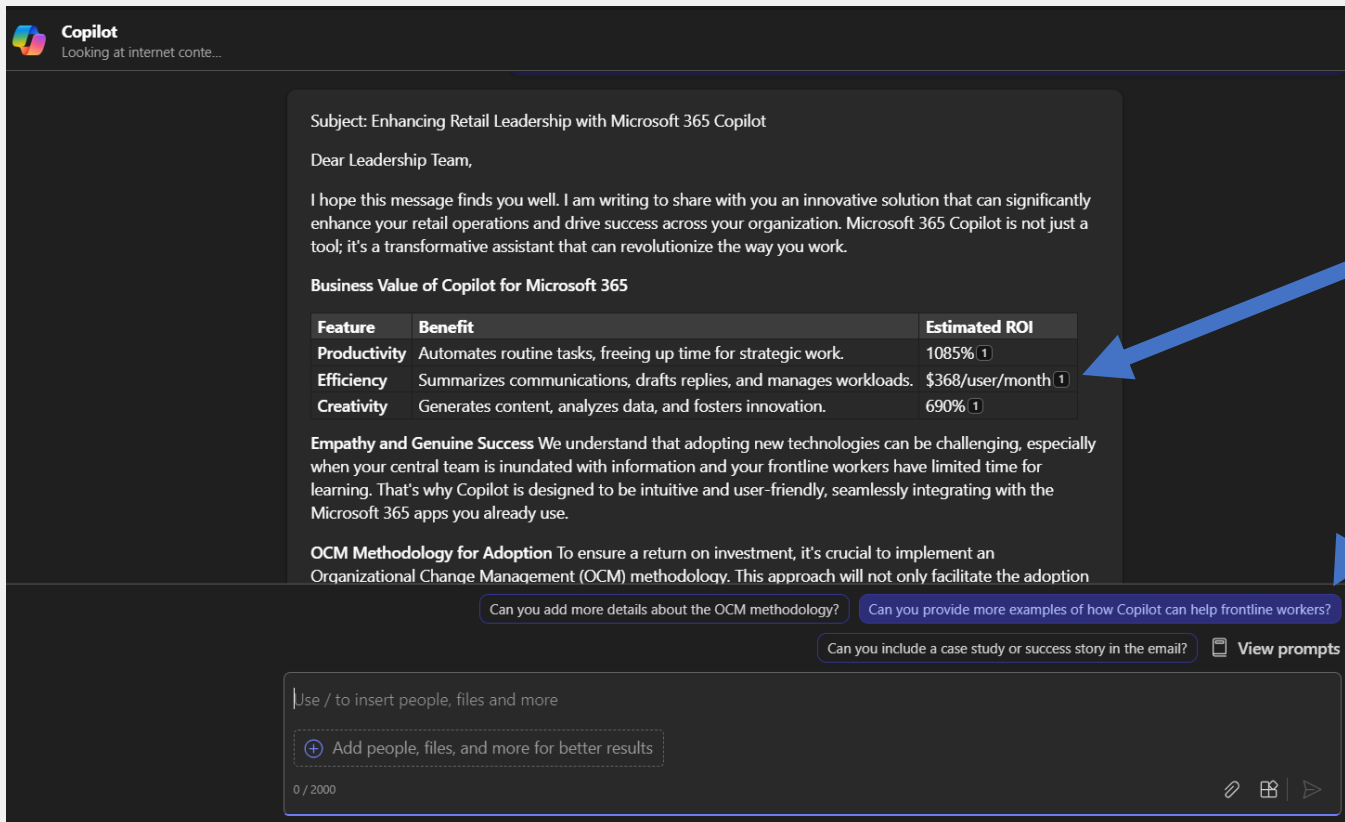 Copilot
Looking at internet conte...
Subject: Enhancing Retail Leadership with Microsoft 365 Copilot
Dear Leadership Team,
I hope this message finds you well. I am writing to share with you an innovative solution that can significantly
enhance your retail operations and drive success across your organization. Microsoft 365 Copilot is not just a
tool; it's a transformative assistant that can revolutionize the way you work.
Business Value of Copilot for Microsoft 365
Feature Benefit Estimated ROI
Productivity Automates routine tasks, freeing up time for strategic work. 1085% 1
Efficiency Summarizes communications, drafts replies, and manages workloads. $368/user/month 1
Creativity Generates content, analyzes data, and fosters innovation. 690% 1
Empathy and Genuine Success We understand that adopting new technologies can be challenging, especially
when your central team is inundated with information and your frontline workers have limited time for
learning. That's why Copilot is designed to be intuitive and user-friendly, seamlessly integrating with the
Microsoft 365 apps you already use.
OCM Methodology for Adoption To ensure a return on investment, it's crucial to implement an
Organizational Change Management (OCM) methodology. This approach will not only facilitate the adoption
Can you add more details about the OCM methodology? Can you provide more examples of how Copilot can help frontline workers?
Can you include a case study or success story in the email? View prompts
Use / to insert people, files and more
Add people, files, and more for better results
0 / 2000